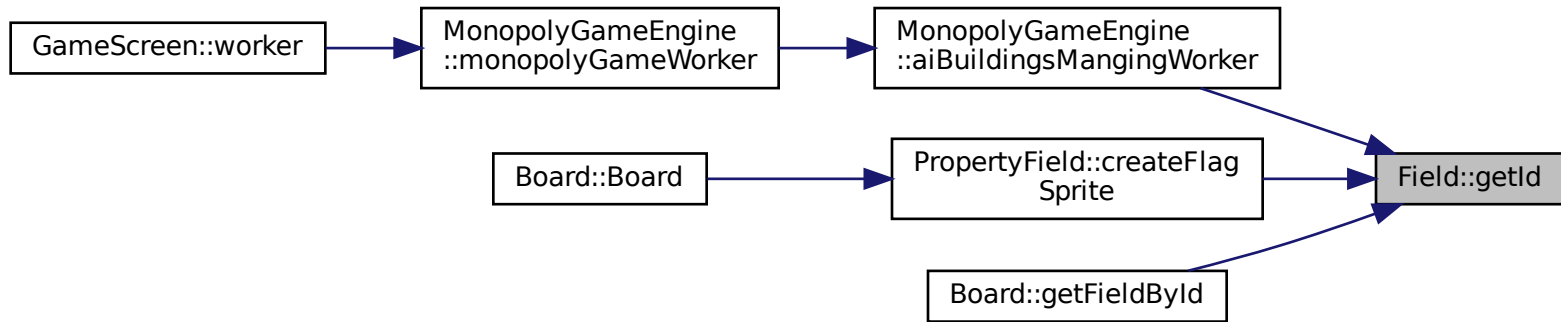 GameScreen::worker
MonopolyGameEngine
::monopolyGameWorker
MonopolyGameEngine
::aiBuildingsMangingWorker
Board::Board
PropertyField::createFlag
Sprite
Field::getId
Board::getFieldById